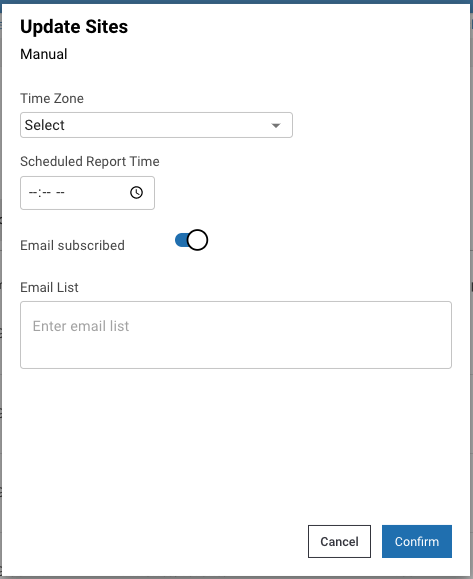 Update Sites
Manual
Time Zone
Select
Scheduled Report Time
--:-- --
Email subscribed
Email List
Enter email list
Cancel Confirm